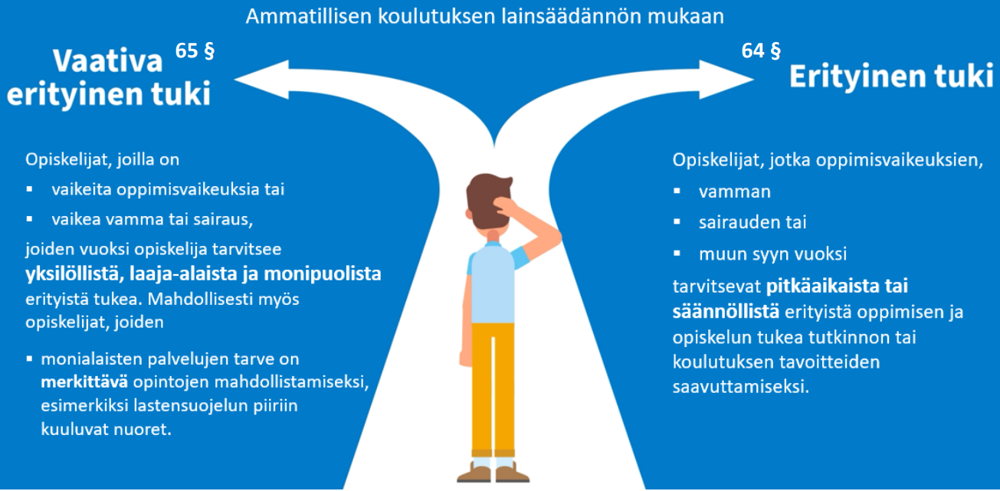 Ammatillisen koulutuksen lainsäädännön mukaan
65 §
Vaativa
erityinen tuki
Opiskelijat, joilla on
▪ vaikeita oppimisvaikeuksia tai
▪ vaikea vamma tai sairaus,
joiden vuoksi opiskelija tarvitsee
yksilöllistä, laaja-alaista ja monipuolista
erityistä tukea. Mahdollisesti myös
opiskelijat, joiden
▪ monialaisten palvelujen tarve on
merkittävä opintojen mahdollistamiseksi,
esimerkiksi lastensuojelun piiriin
kuuluvat nuoret.
64 §
Erityinen tuki
Opiskelijat, jotka oppimisvaikeuksien,
▪ vamman
▪ sairauden tai
▪ muun syyn vuoksi
tarvitsevat pitkäaikaista tai
säännöllistä erityistä oppimisen ja
opiskelun tukea tutkinnon tai
koulutuksen tavoitteiden
saavuttamiseksi.